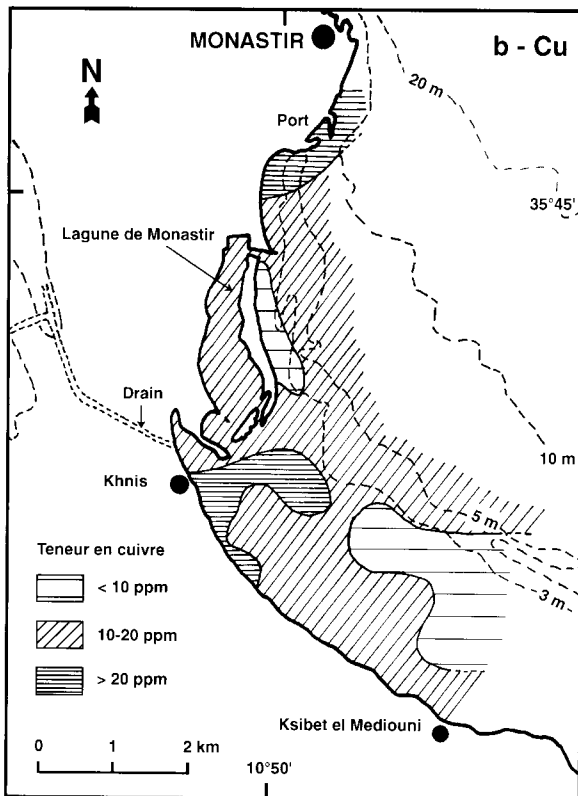 MONASTIR
b - Cu
N
20 m
Port
35°45'
Lagune de Monastir
Drain
10 m
Khnis
5 m
3 m
Teneur en cuivre
< 10 ppm
10-20 ppm
> 20 ppm
Ksibet el Mediouni
0 1 2 km
10°50'